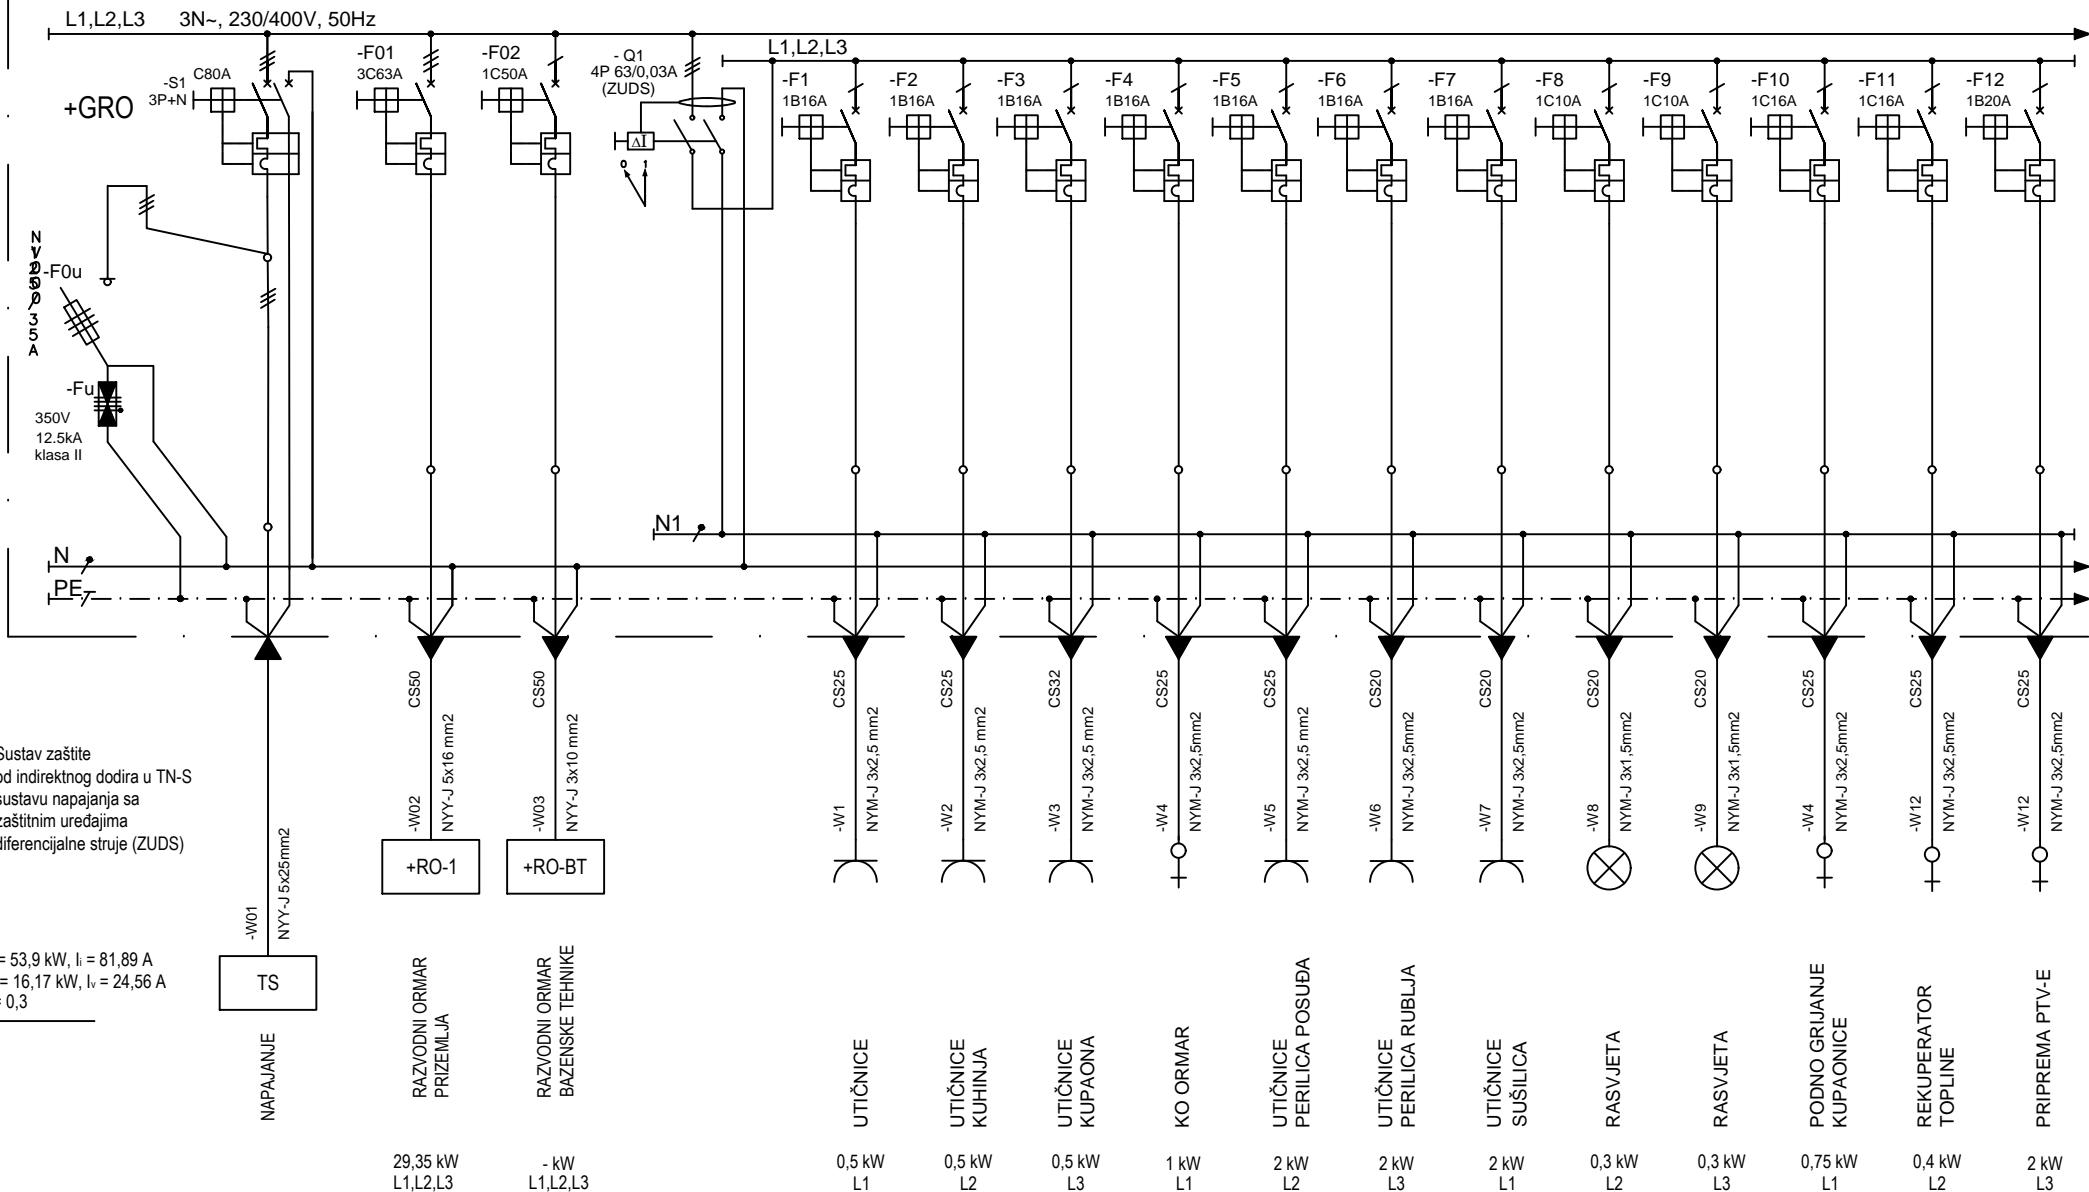 L1,L2,L3 3N~, 230/400V, 50Hz
L1,L2,L3
+GRO
-S1
3P+N
C80A
-F01
3C63A
-F02
1C50A
- Q1
4P 63/0,03A
(ZUDS)
ΔI
0 1
-F1
1B16A
-F2
1B16A
-F3
1B16A
-F4
1B16A
-F5
1B16A
-F6
1B16A
-F7
1B16A
-F8
1C10A
-F9
1C10A
-F10
1C16A
-F11
1C16A
-F12
1B20A
-F0u
35A
-Fu
350V
12.5kA
klasa II
N1
N
PE
CS50
CS50
CS25
CS25
CS32
CS25
CS25
CS20
CS20
CS20
CS20
CS25
CS25
CS25
Sustav zaštite
od indirektnog dodira u TN-S
sustavu napajanja sa
zaštitnim uređajima
diferencijalne struje (ZUDS)
= 53,9 kW, Ii = 81,89 A
= 16,17 kW, Iv = 24,56 A
= 0,3
-W01
NYY-J 5x25mm2
-W02
NYY-J 5x16 mm2
-W03
NYY-J 3x10 mm2
-W1
NYM-J 3x2,5 mm2
-W2
NYM-J 3x2,5 mm2
-W3
NYM-J 3x2,5 mm2
-W4
NYM-J 3x2,5mm2
-W5
NYM-J 3x2,5 mm2
-W6
NYM-J 3x2,5mm2
-W7
NYM-J 3x2,5mm2
-W8
NYM-J 3x1,5mm2
-W9
NYM-J 3x1,5mm2
-W4
NYM-J 3x2,5mm2
-W12
NYM-J 3x2,5mm2
-W12
NYM-J 3x2,5mm2
TS
+RO-1
+RO-BT
NAPAJANJE
RAZVODNI ORMAR
PRIZEMLJA
RAZVODNI ORMAR
BAZENSKE TEHNIKE
UTIČNICE
UTIČNICE
KUHINJA
UTIČNICE
KUPAONA
KO ORMAR
UTIČNICE
PERILICA POSUĐA
UTIČNICE
PERILICA RUBLJA
UTIČNICE
SUŠILICA
RASVJETA
RASVJETA
PODNO GRIJANJE
KUPAONICE
REKUPERATOR
TOPLINE
PRIPREMA PTV-E
29,35 kW
L1,L2,L3
- kW
L1,L2,L3
0,5 kW
L1
0,5 kW
L2
0,5 kW
L3
1 kW
L1
2 kW
L2
2 kW
L3
2 kW
L1
0,3 kW
L2
0,3 kW
L3
0,75 kW
L1
0,4 kW
L2
2 kW
L3